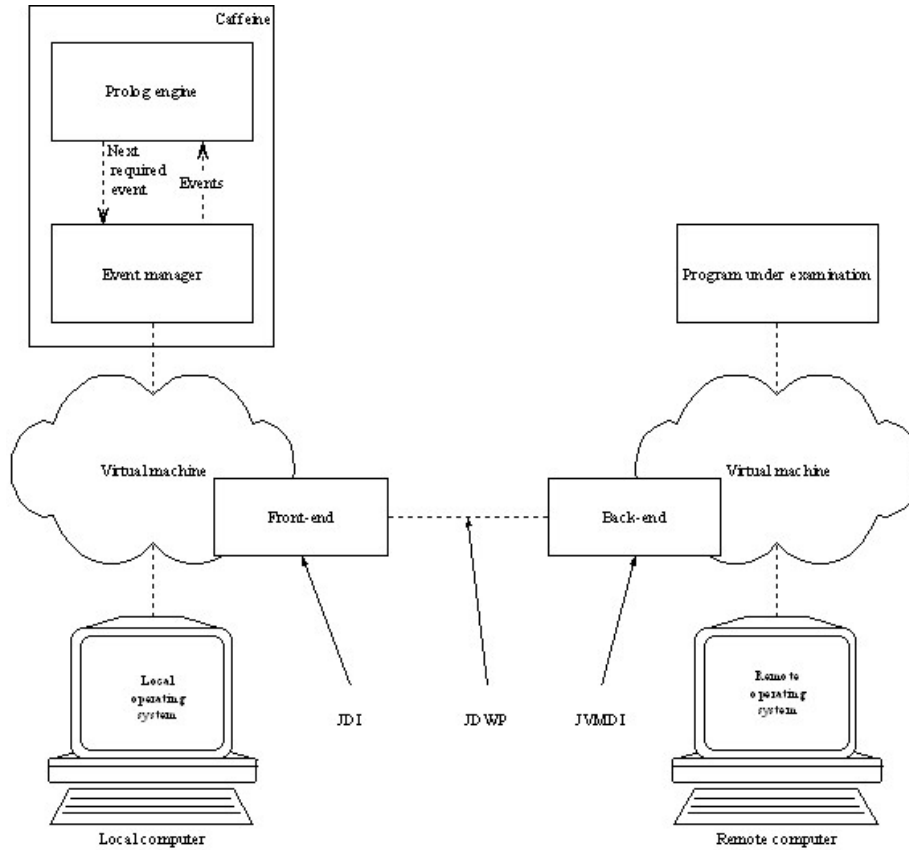 Caffeine
Prolog engine
Next
required
event
Events
Event manager
Program under examination
Virtual machine
Virtual machine
Front-end
Back-end
Local
operating
system
Remote
operating
system
JDI
JDWP
JVMDI
Local computer
Remote computer